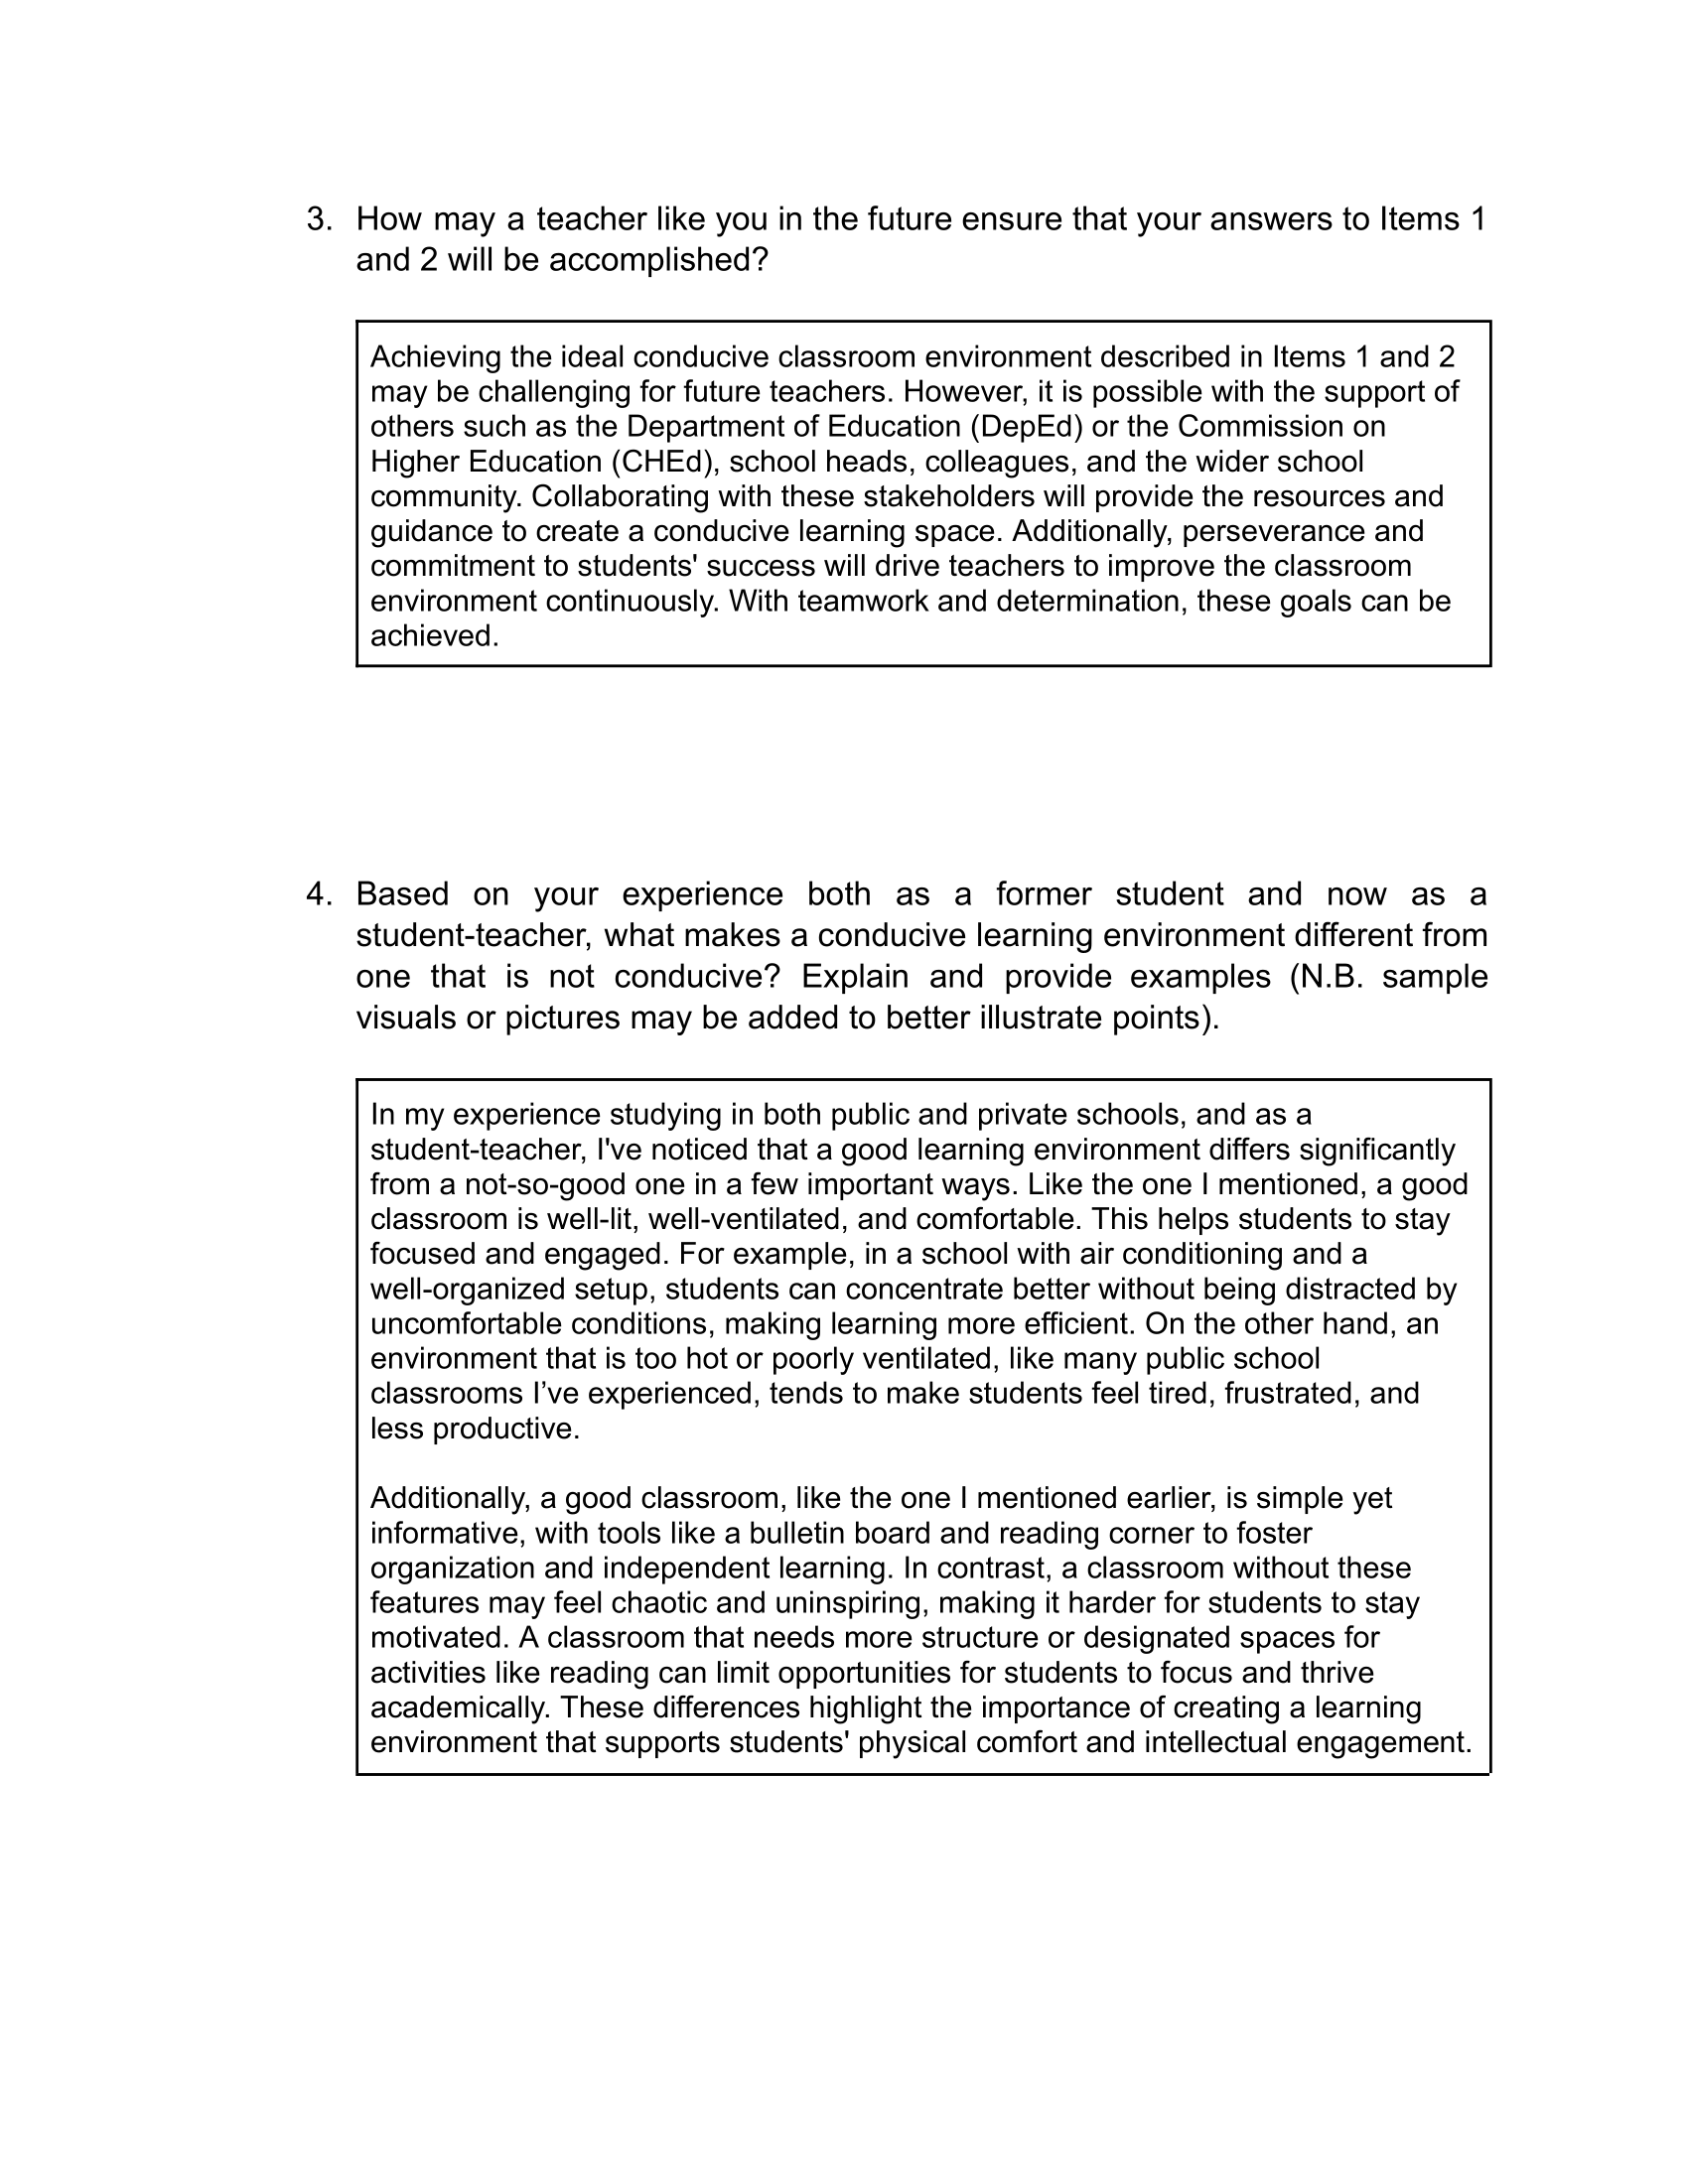 3. How may a teacher like you in the future ensure that your answers to Items 1
and 2 will be accomplished?
Achieving the ideal conducive classroom environment described in Items 1 and 2
may be challenging for future teachers. However, it is possible with the support of
others such as the Department of Education (DepEd) or the Commission on
Higher Education (CHEd), school heads, colleagues, and the wider school
community. Collaborating with these stakeholders will provide the resources and
guidance to create a conducive learning space. Additionally, perseverance and
commitment to students' success will drive teachers to improve the classroom
environment continuously. With teamwork and determination, these goals can be
achieved.
4. Based on your experience both as a former student and now as a
student-teacher, what makes a conducive learning environment different from
one that is not conducive? Explain and provide examples (N.B. sample
visuals or pictures may be added to better illustrate points).
In my experience studying in both public and private schools, and as a
student-teacher, I've noticed that a good learning environment differs significantly
from a not-so-good one in a few important ways. Like the one I mentioned, a good
classroom is well-lit, well-ventilated, and comfortable. This helps students to stay
focused and engaged. For example, in a school with air conditioning and a
well-organized setup, students can concentrate better without being distracted by
uncomfortable conditions, making learning more efficient. On the other hand, an
environment that is too hot or poorly ventilated, like many public school
classrooms I’ve experienced, tends to make students feel tired, frustrated, and
less productive.
Additionally, a good classroom, like the one I mentioned earlier, is simple yet
informative, with tools like a bulletin board and reading corner to foster
organization and independent learning. In contrast, a classroom without these
features may feel chaotic and uninspiring, making it harder for students to stay
motivated. A classroom that needs more structure or designated spaces for
activities like reading can limit opportunities for students to focus and thrive
academically. These differences highlight the importance of creating a learning
environment that supports students' physical comfort and intellectual engagement.